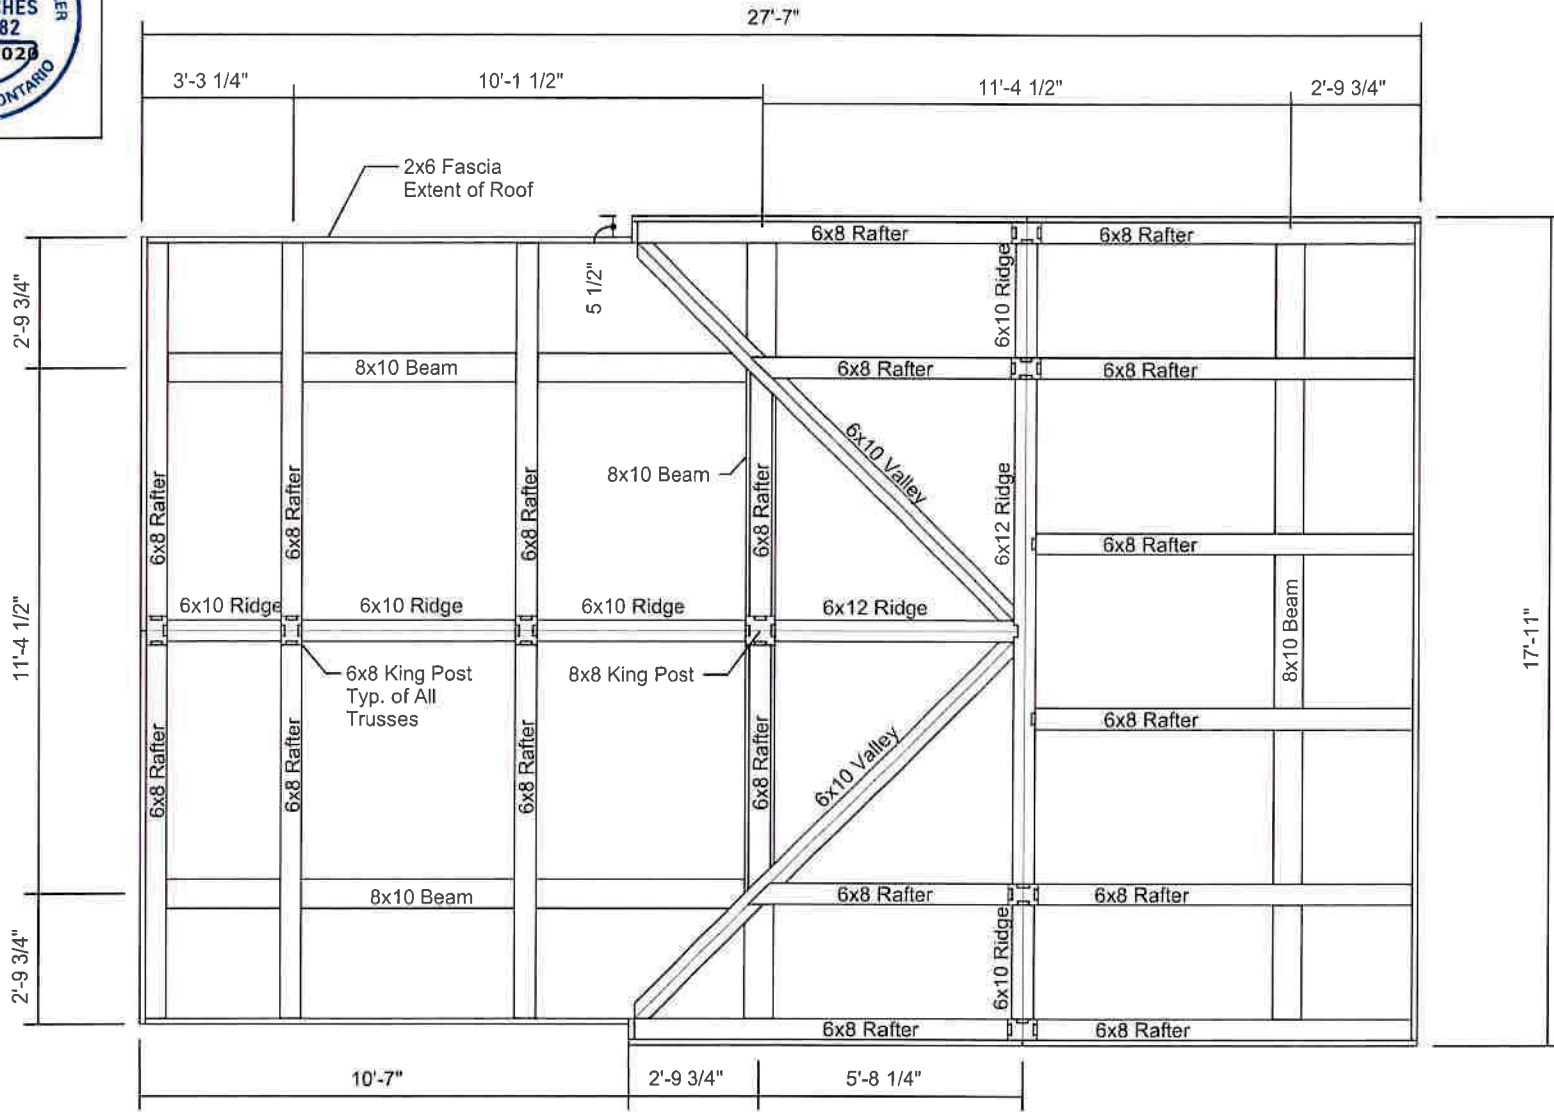 CHES
82
ONTARIO
27'-7"
3'-3 1/4"
10'-1 1/2"
11'-4 1/2"
2'-9 3/4"
2x6 Fascia
Extent of Roof
5 1/2"
6x8 Rafter
6x8 Rafter
6x10 Ridge
2'-9 3/4"
8x10 Beam
6x8 Rafter
6x8 Rafter
6x10 Valley
8x10 Beam
6x8 Rafter
6x8 Rafter
6x8 Rafter
6x8 Rafter
6x12 Ridge
6x8 Rafter
11'-4 1/2"
6x10 Ridge
6x10 Ridge
6x10 Ridge
6x12 Ridge
8x10 Beam
17'-11"
6x8 King Post
Typ. of All
Trusses
8x8 King Post
6x8 Rafter
6x8 Rafter
6x8 Rafter
6x8 Rafter
6x8 Rafter
6x10 Valley
8x10 Beam
6x8 Rafter
6x8 Rafter
2'-9 3/4"
6x10 Ridge
6x8 Rafter
6x8 Rafter
10'-7"
2'-9 3/4"
5'-8 1/4"